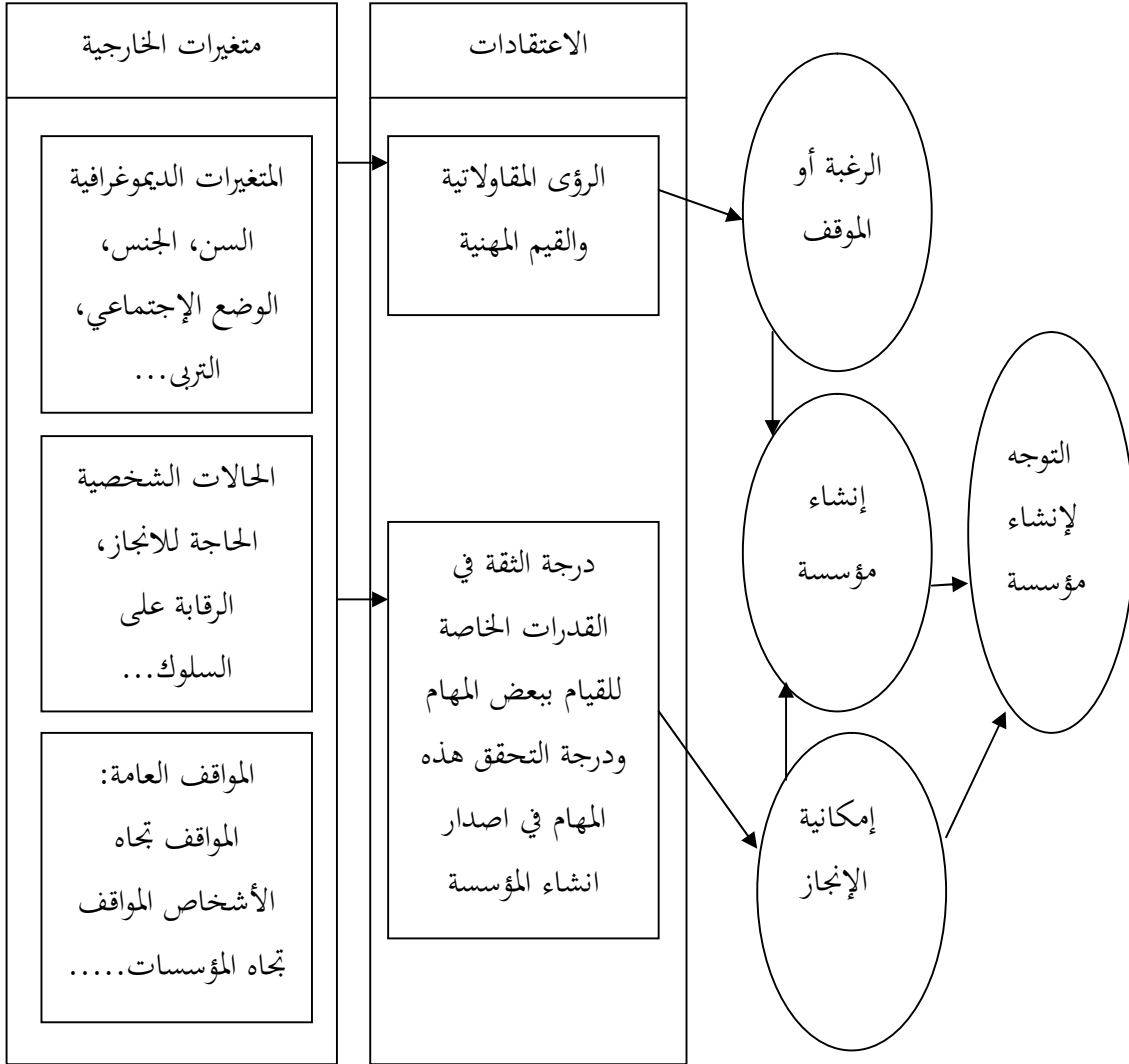 متغيرات الخارجية
المتغيرات الديموغرافية
السن، الجنس،
الوضع الإجتماعي،
التربى...
الحالات الشخصية
الحاجة للانجاز،
الرقابة على
السلوك...
المواقف العامة:
المواقف تجاه
الأشخاص المواقف
تجاه المؤسسات.....
الاعتقادات
الرؤى المقاولاتية
والقيم المهنية
درجة الثقة في
القدرات الخاصة
للقيام ببعض المهام
ودرجة التحقق هذه
المهام في اصدار
انشاء المؤسسة
الرغبة أو
الموقف
إنشاء
مؤسسة
إمكانية
الإنجاز
التوجه
لإنشاء
مؤسسة